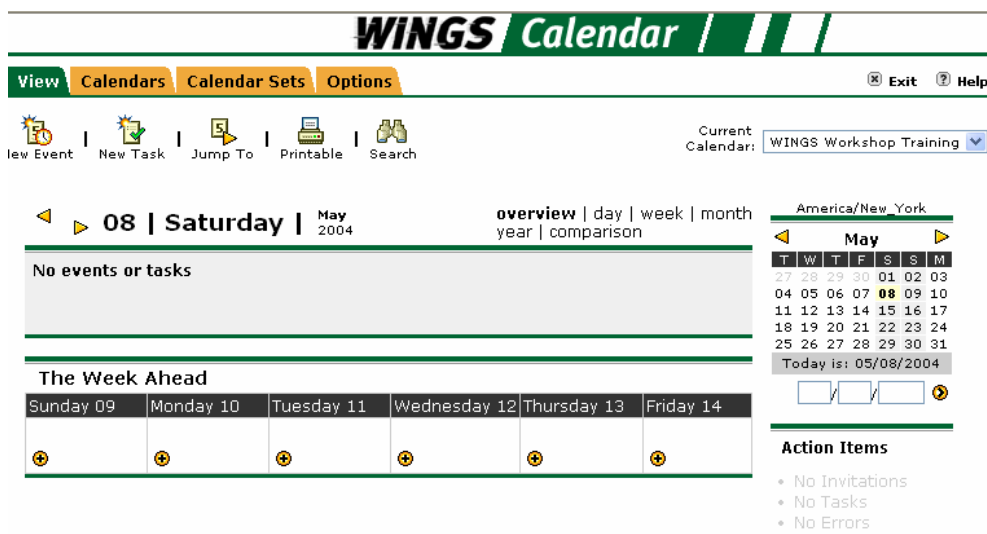 WiNGS Calendar
View Calendars Calendar Sets Options Exit Help
New Event New Task Jump To Printable Search
Current Calendar: WINGS Workshop Training
08 | Saturday | May 2004
overview | day | week | month
year | comparison
No events or tasks
The Week Ahead
Sunday 09 Monday 10 Tuesday 11 Wednesday 12 Thursday 13 Friday 14
America/New_York
May
T W T F S S M
27 28 29 30 01 02 03
04 05 06 07 08 09 10
11 12 13 14 15 16 17
18 19 20 21 22 23 24
25 26 27 28 29 30 31
Today is: 05/08/2004
/ /
Action Items
• No Invitations
• No Tasks
• No Errors